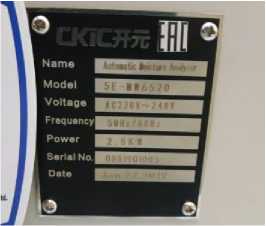 CKIC开元 EAC
Name Automatic Moisture Analyzer
Model 5E-MW6520
Voltage AC220V~240V
Frequency 50Hz/60Hz
Power 2.5KW
Serial No.
Date